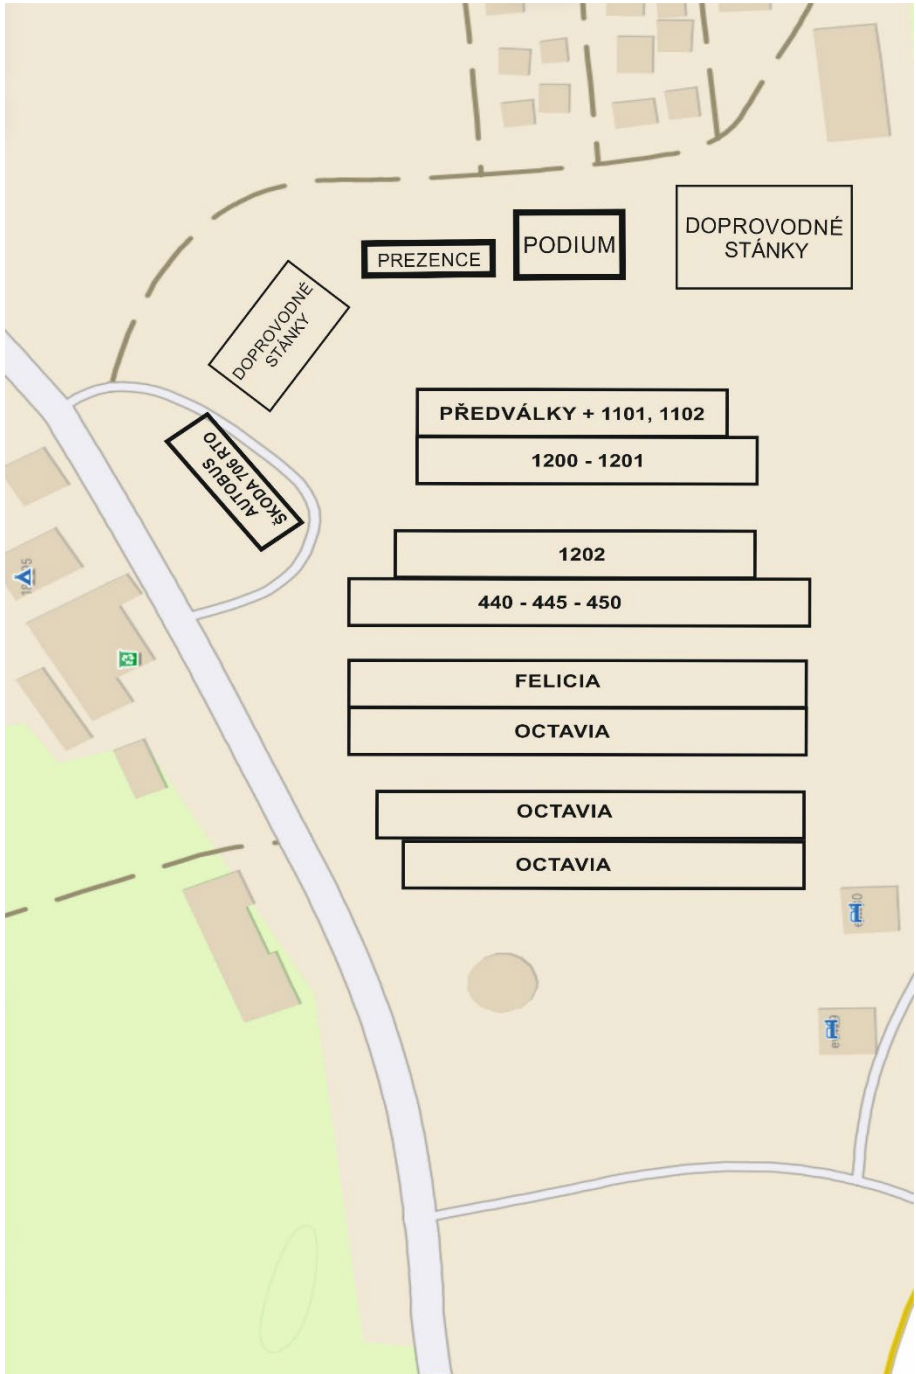 DOPROVODNÉ
STÁNKY
PODIUM
PREZENCE
DOPROVODNÉ
STÁNKY
PŘEDVÁLKY + 1101, 1102
AUTOBUS
ŠKODA 706 RTO
1200 - 1201
1202
440 - 445 - 450
FELICIA
OCTAVIA
OCTAVIA
OCTAVIA